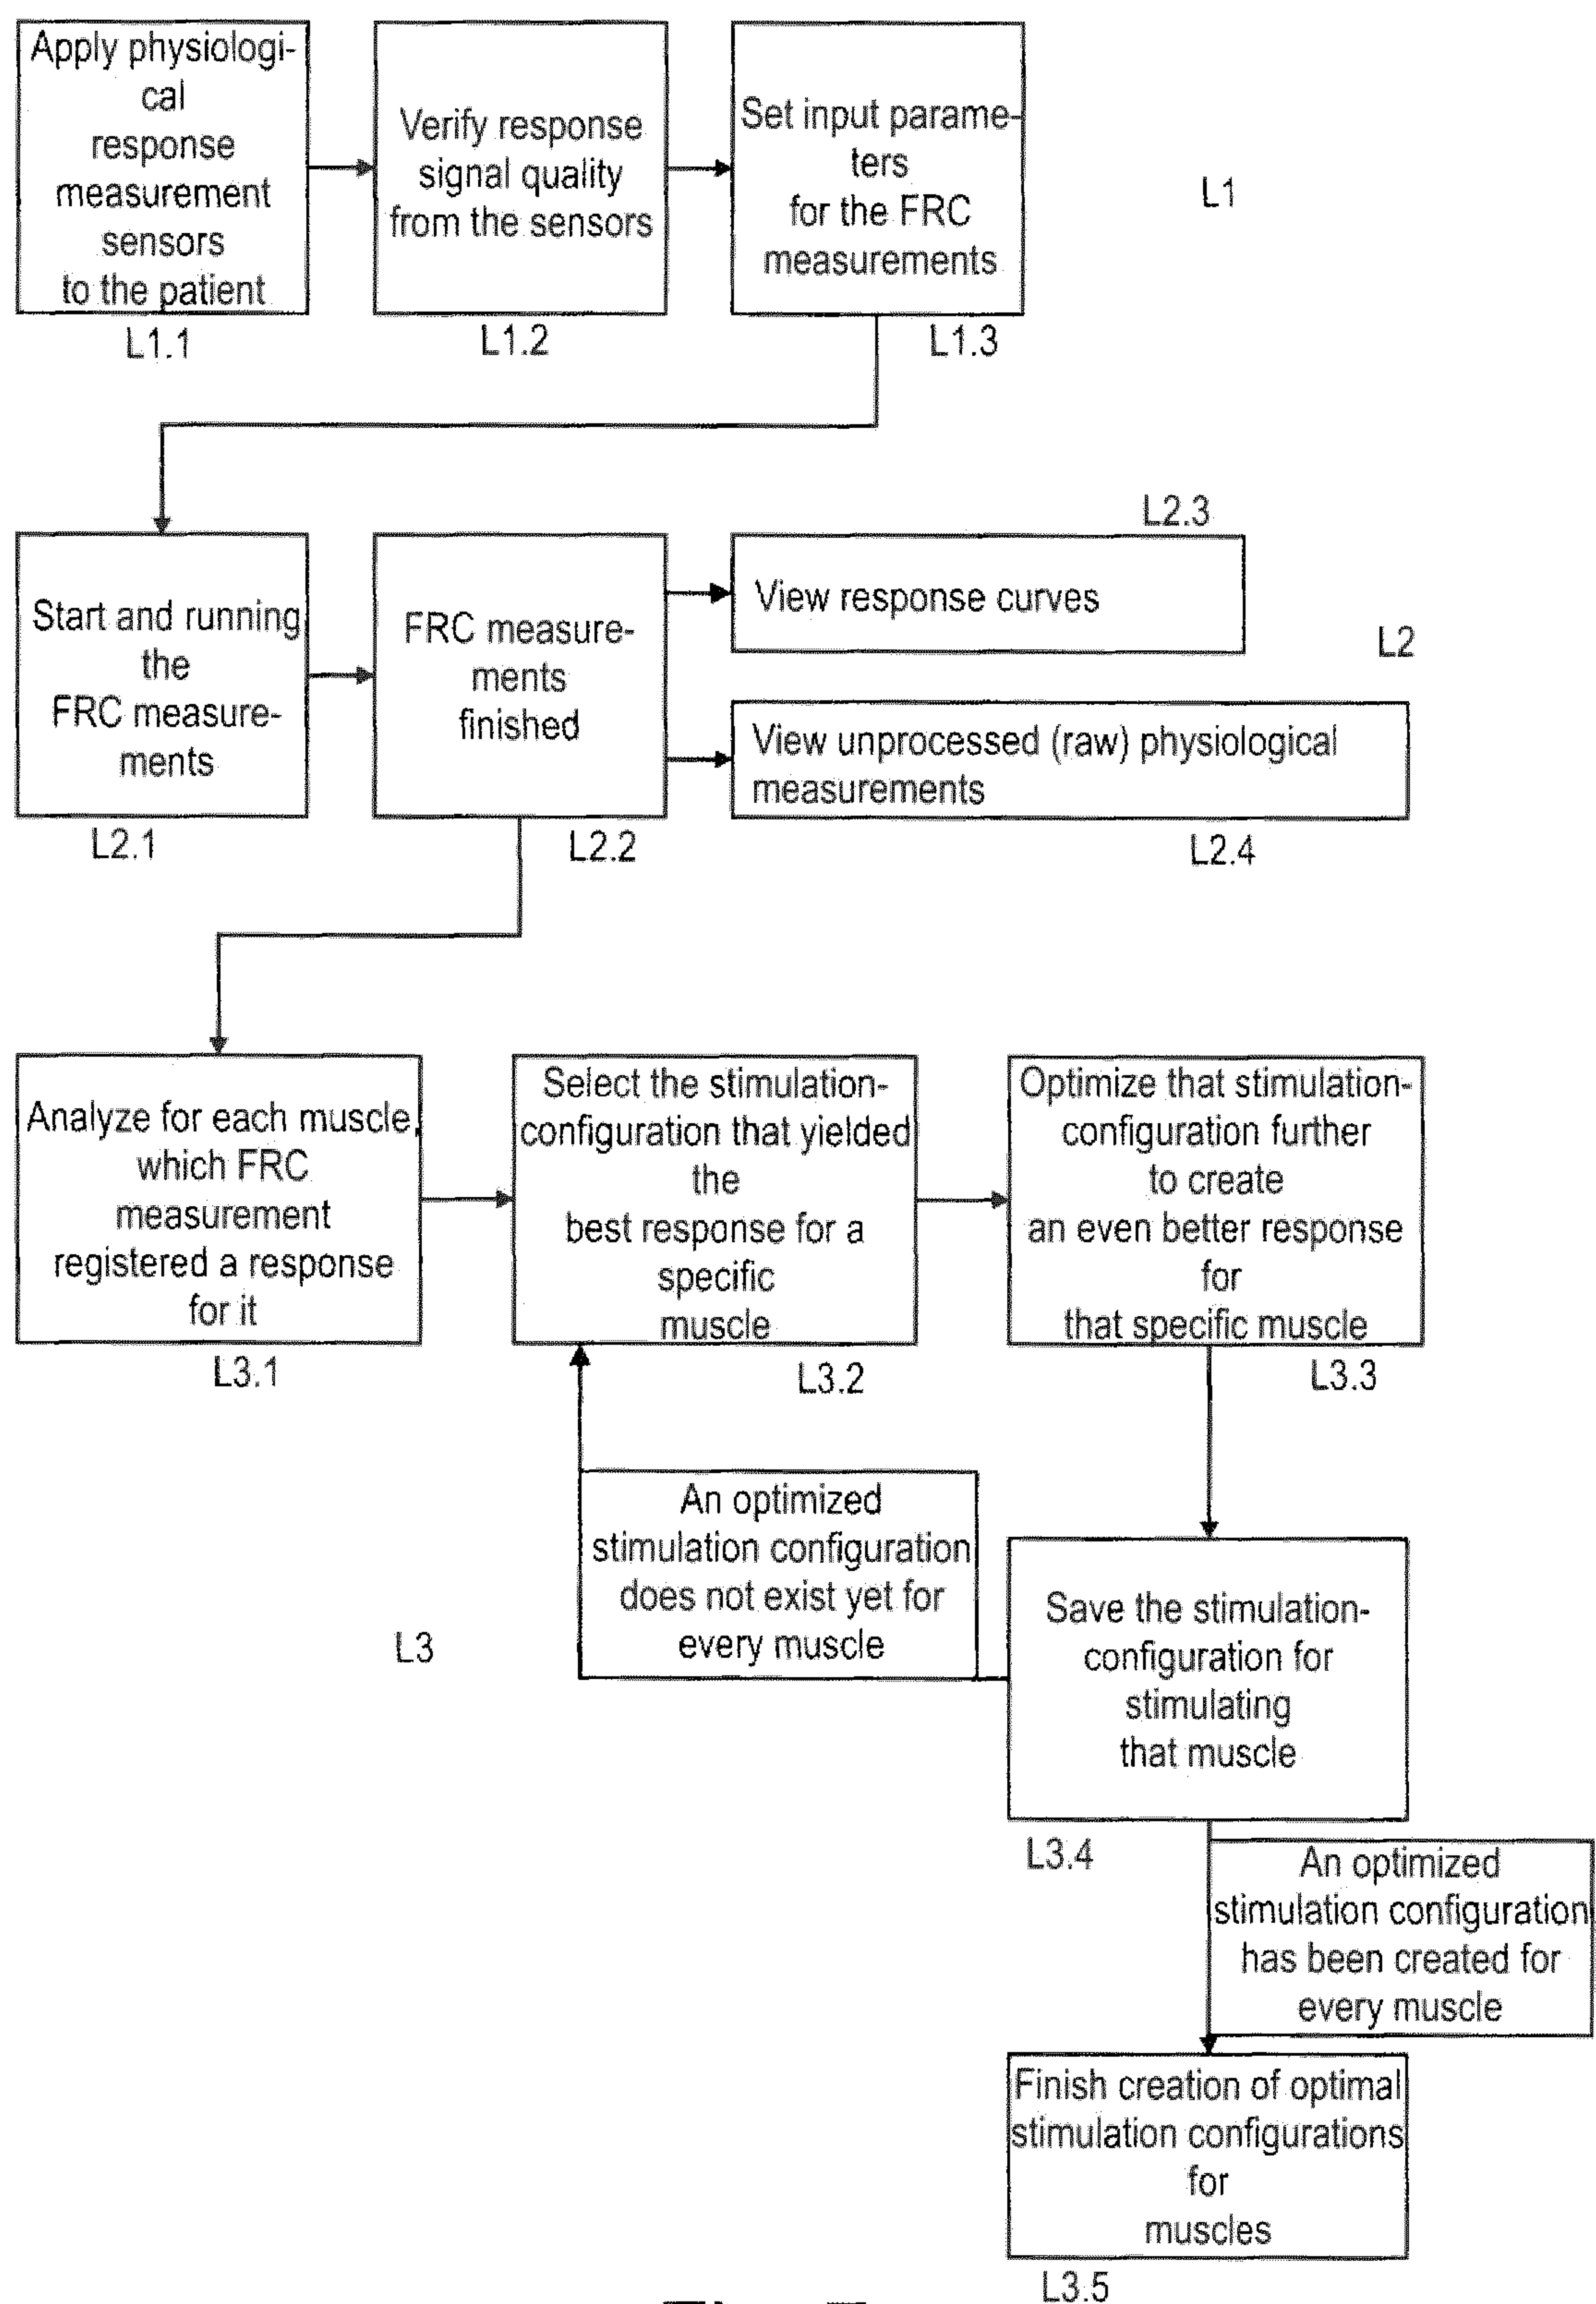 Apply physiologi-
cal
response
measurement
sensors
to the patient
L1.1
Verify response
signal quality
from the sensors
L1.2
Set input parame-
ters
for the FRC
measurements
L1.3
L1
Start and running
the
FRC measure-
ments
L2.1
FRC measure-
ments
finished
L2.2
L2.3
View response curves
L2
View unprocessed (raw) physiological
measurements
L2.4
Analyze for each muscle,
which FRC
measurement
registered a response
for it
L3.1
Select the stimulation-
configuration that yielded
the
best response for a
specific
muscle
L3.2
Optimize that stimulation-
configuration further
to create
an even better response
for
that specific muscle
L3.3
An optimized
stimulation configuration
does not exist yet for
every muscle
L3
Save the stimulation-
configuration for
stimulating
that muscle
L3.4
An optimized
stimulation configuration
has been created for
every muscle
Finish creation of optimal
stimulation configurations
for
muscles
L3.5